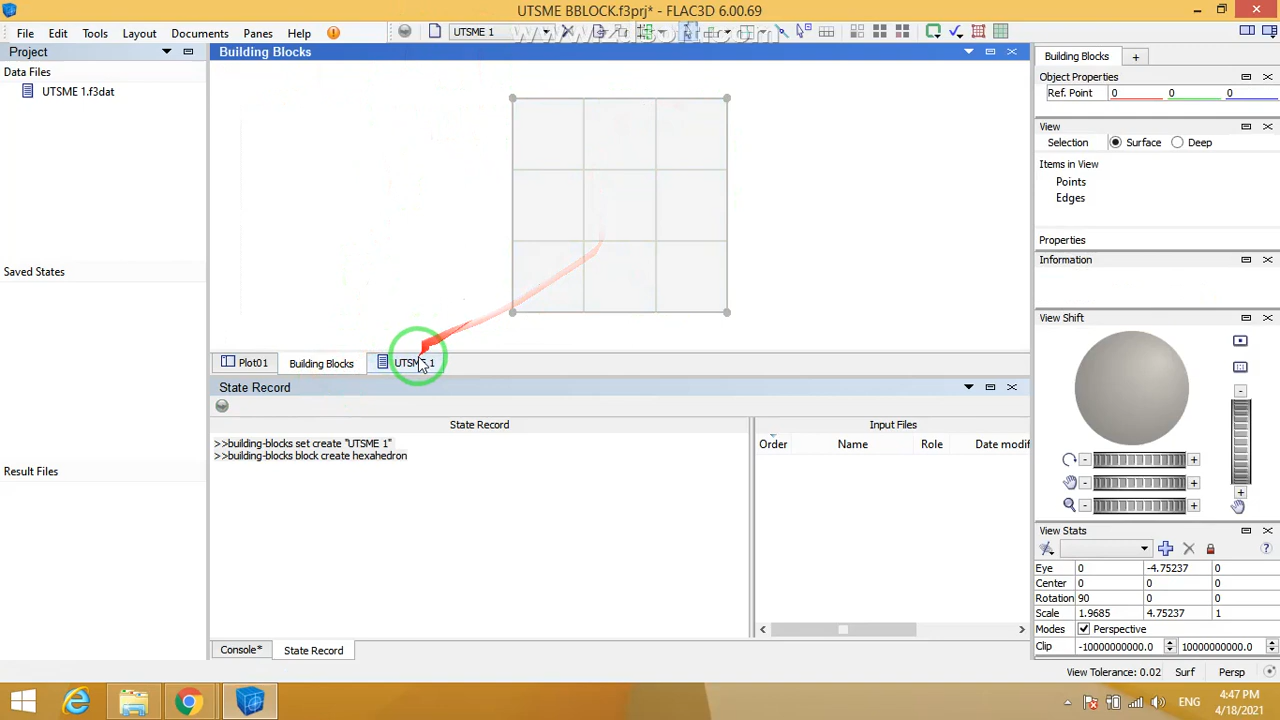 UTSME BBLOCK.f3prj* - FLAC3D 6.00.69
File Edit Tools Layout Documents Panes Help UTSME 1
Project
Data Files
UTSME 1.f3dat
Saved States
Result Files
Building Blocks
Plot01 Building Blocks UTSME 1
State Record
State Record Input Files
Order Name Role Date modif
>>building-blocks set create "UTSME 1"
>>building-blocks block create hexahedron
Console* State Record
Building Blocks +
Object Properties
Ref. Point 0 0 0
View
Selection Surface Deep
Items in View
Points
Edges
Properties
Information
View Shift
View Stats
Eye 0 -4.75237 0
Center 0 0 0
Rotation 90 0 0
Scale 1.9685 4.75237 1
Modes Perspective
Clip -10000000000.0 10000000000.0
View Tolerance: 0.02 Surf Persp
ENG
4:47 PM
4/18/2021